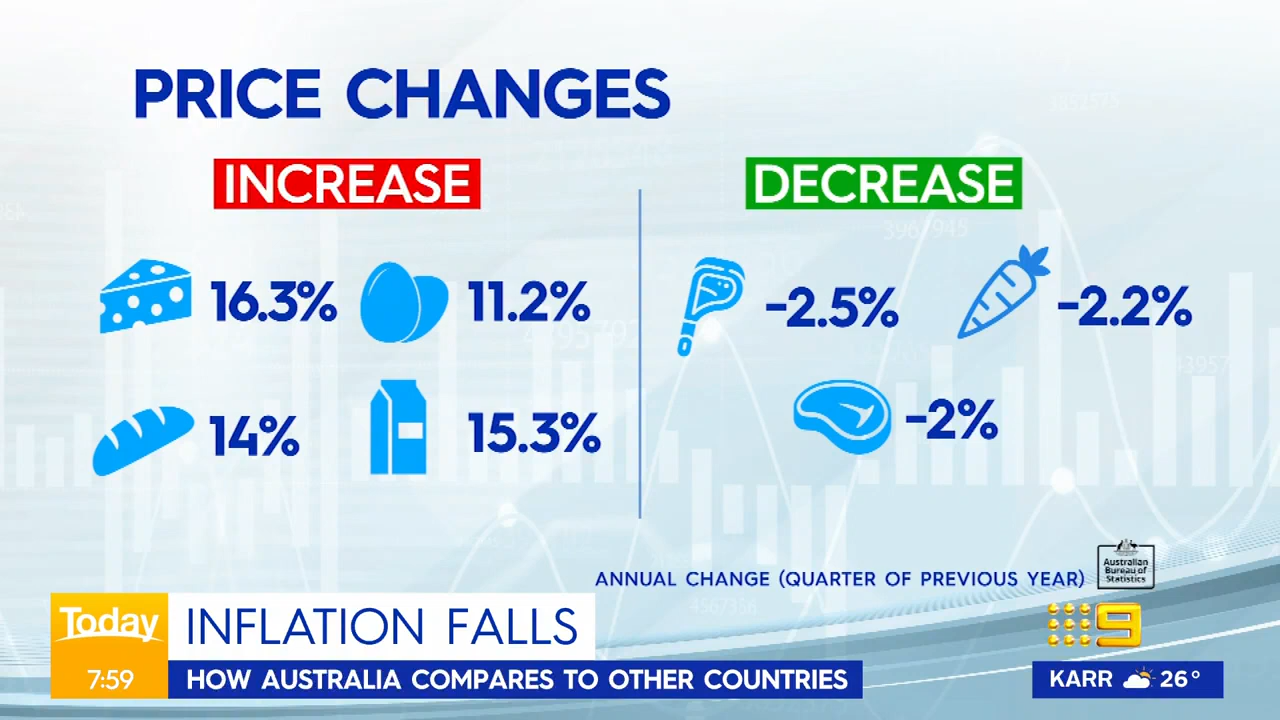 PRICE CHANGES
INCREASE
16.3%
11.2%
14%
15.3%
DECREASE
-2.5%
-2.2%
-2%
ANNUAL CHANGE (QUARTER OF PREVIOUS YEAR)
Australian
Bureau of
Statistics
Today
7:59
INFLATION FALLS
HOW AUSTRALIA COMPARES TO OTHER COUNTRIES
9
KARR 26°